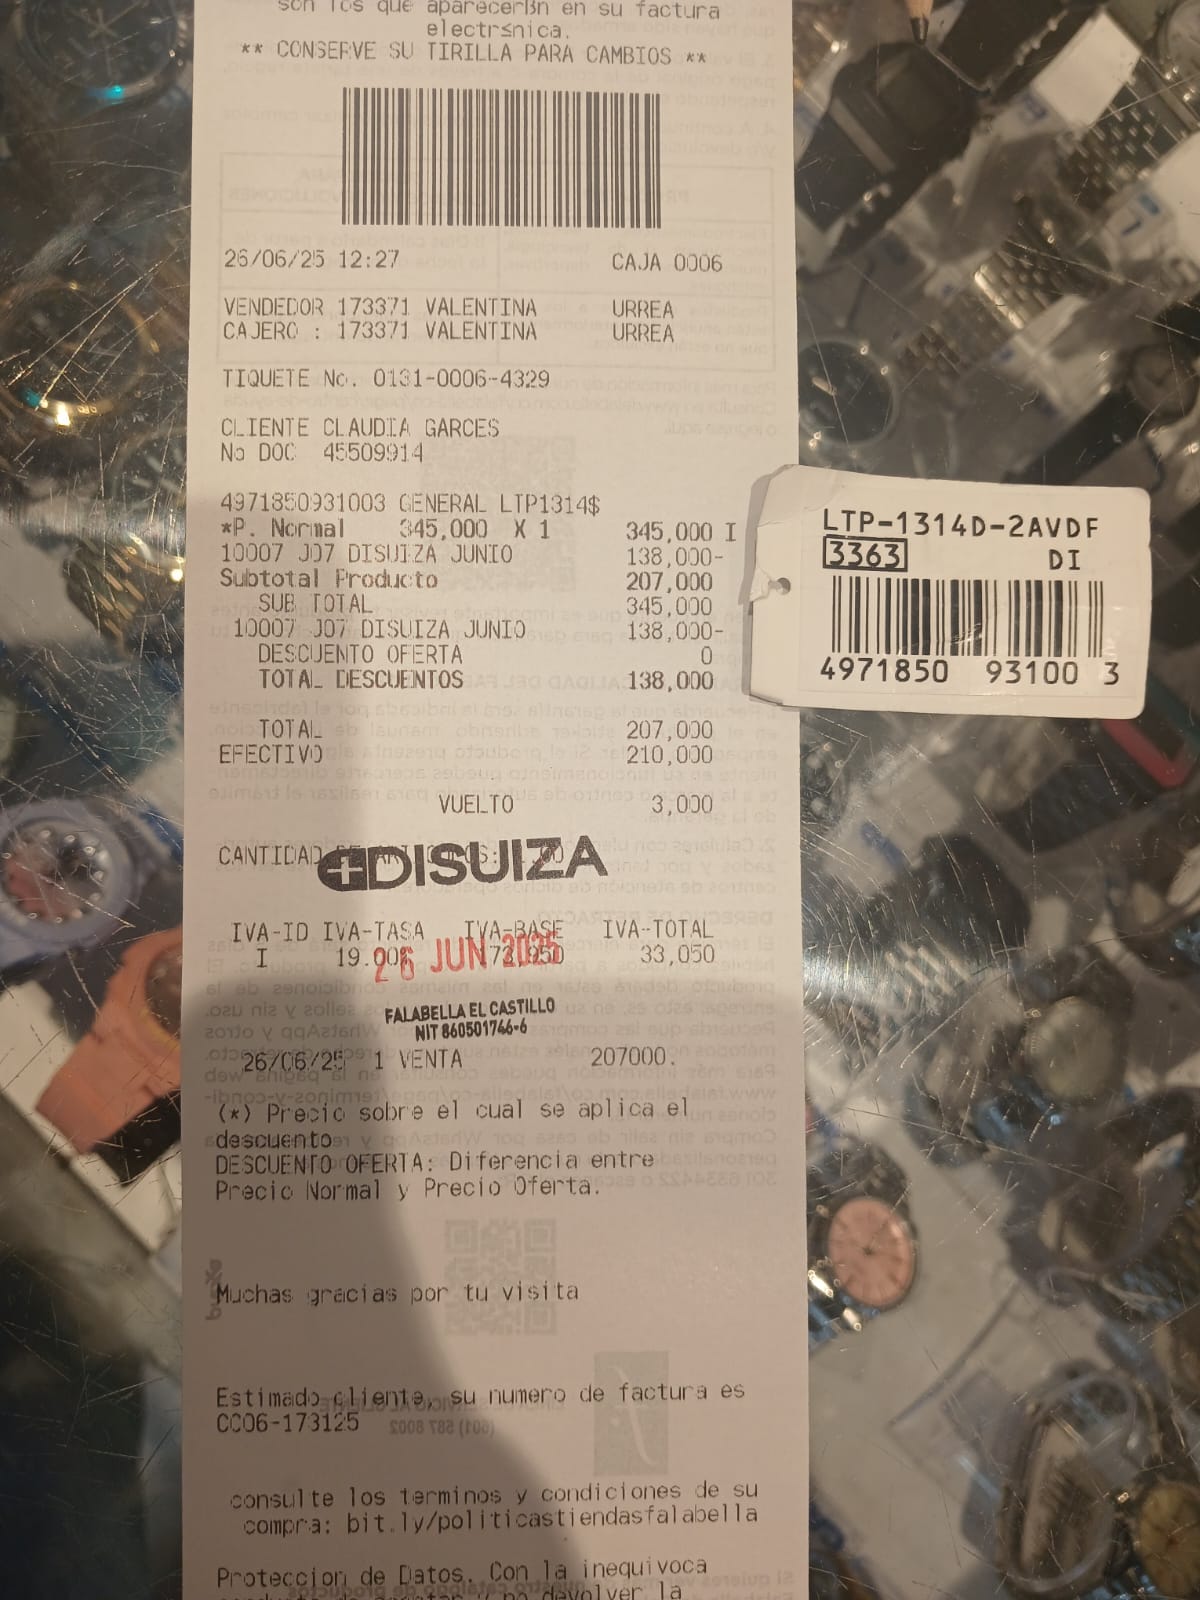 son los que aparecerßn en su factura
electr≤nica.
** CONSERVE SU TIRILLA PARA CAMBIOS **
26/06/25 12:27 CAJA 0006
VENDEDOR 173371 VALENTINA URREA
CAJERO : 173371 VALENTINA URREA
TIQUETE No. 0131-0006-4329
CLIENTE CLAUDIA GARCES
No DOC 45509914
4971850931003 GENERAL LTP1314$
*P. Normal 345,000 X 1 345,000 I
10007 J07 DISUIZA JUNIO 138,000-
Subtotal Producto 207,000
SUB TOTAL 345,000
10007 J07 DISUIZA JUNIO 138,000-
DESCUENTO OFERTA 0
TOTAL DESCUENTOS 138,000
TOTAL 207,000
EFECTIVO 210,000
VUELTO 3,000
CANTIDAD
DISUIZA
IVA-ID IVA-TASA IVA-BASE IVA-TOTAL
I 19.00% 33,050
26 JUN 2025
FALABELLA EL CASTILLO
NIT 860501746-6
26/06/25 1 VENTA 207000.
(*) Precio sobre el cual se aplica el
descuento
DESCUENTO OFERTA: Diferencia entre
Precio Normal y Precio Oferta.
Muchas gracias por tu visita
Estimado cliente, su numero de factura es
CC06-173125
consulte los terminos y condiciones de su
compra: bit.ly/politicastiendasfalabella
Proteccion de Datos. Con la inequivoca
LTP-1314D-2AVDF
3363 DI
4971850 93100 3